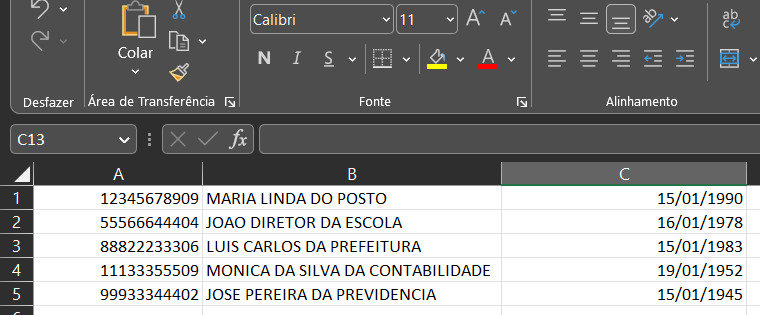 Calibri 11 A A ab
Colar
N I S A
Desfazer Área de Transferência Fonte Alinhamento
C13 fx
A B C
1 12345678909 MARIA LINDA DO POSTO 15/01/1990
2 55566644404 JOAO DIRETOR DA ESCOLA 16/01/1978
3 88822233306 LUIS CARLOS DA PREFEITURA 15/01/1983
4 11133355509 MONICA DA SILVA DA CONTABILIDADE 19/01/1952
5 99933344402 JOSE PEREIRA DA PREVIDENCIA 15/01/1945